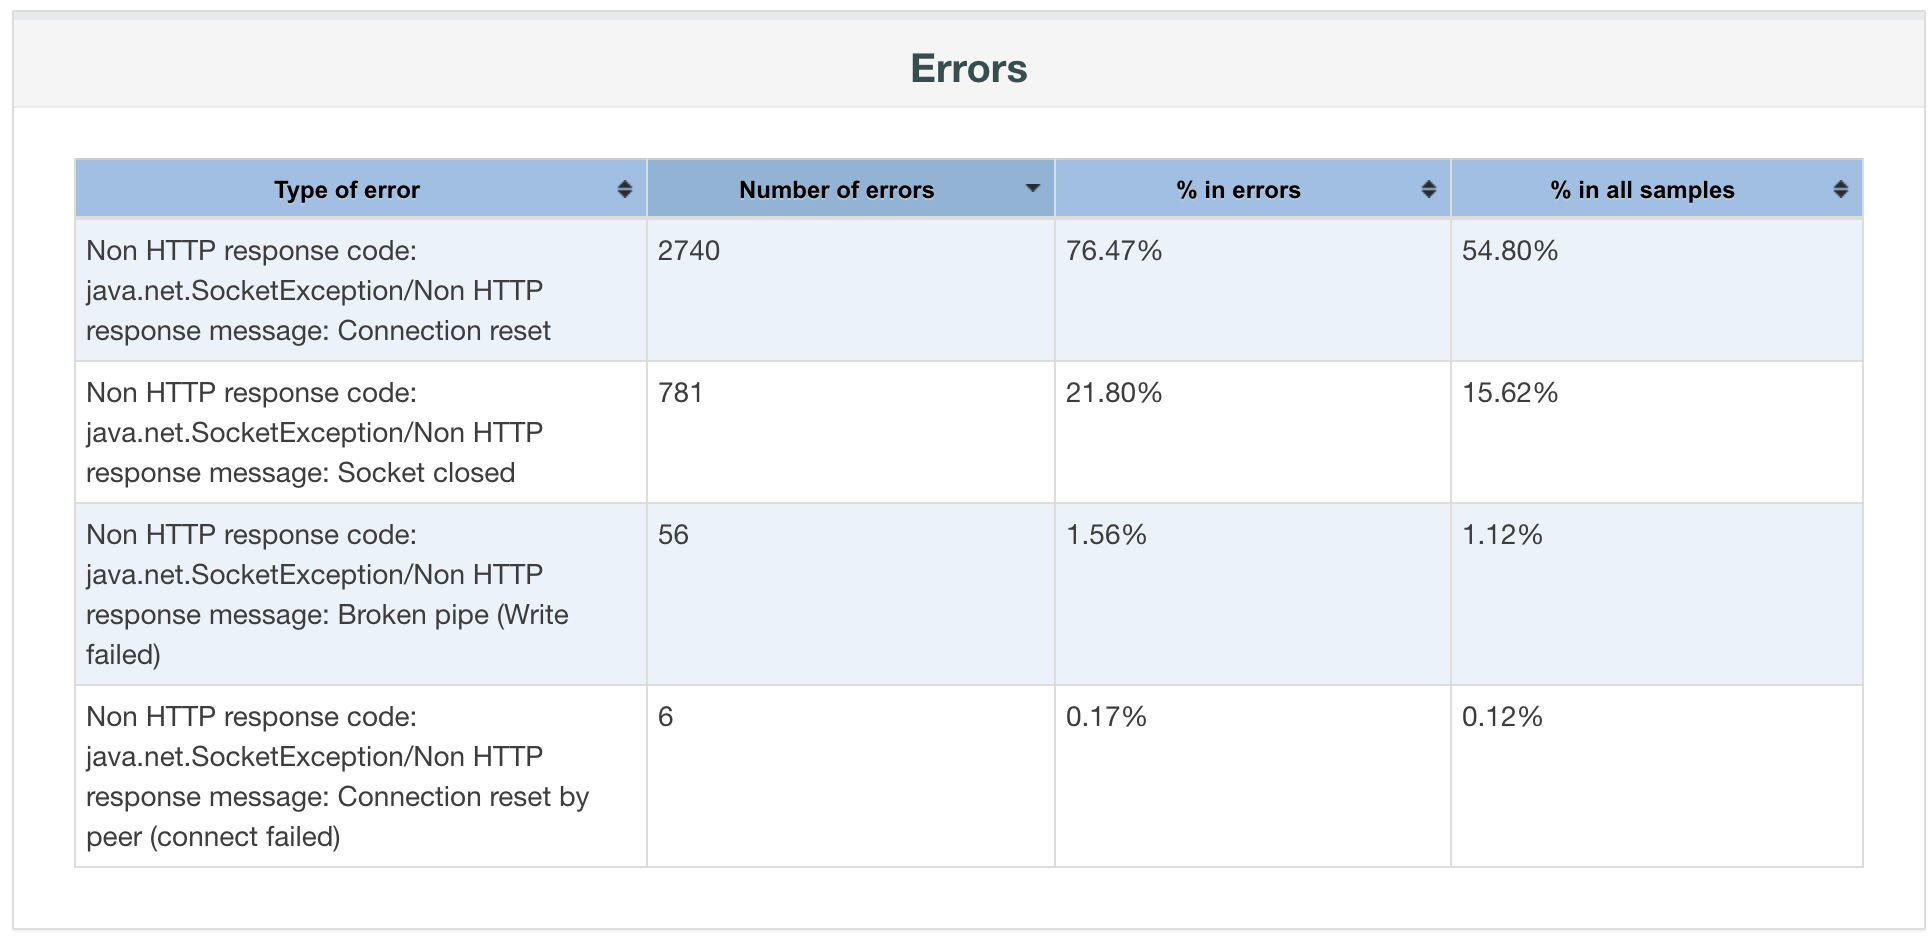 Errors
Type of error Number of errors % in errors % in all samples
Non HTTP response code: 2740 76.47% 54.80%
java.net.SocketException/Non HTTP
response message: Connection reset
Non HTTP response code: 781 21.80% 15.62%
java.net.SocketException/Non HTTP
response message: Socket closed
Non HTTP response code: 56 1.56% 1.12%
java.net.SocketException/Non HTTP
response message: Broken pipe (Write
failed)
Non HTTP response code: 6 0.17% 0.12%
java.net.SocketException/Non HTTP
response message: Connection reset by
peer (connect failed)